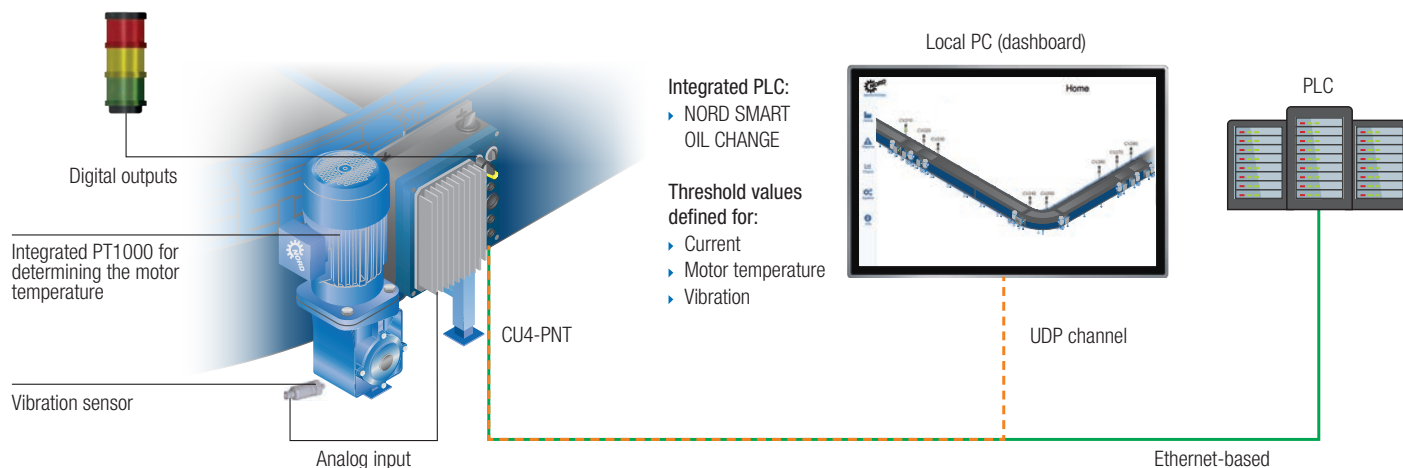 Digital outputs
Integrated PT1000 for
determining the motor
temperature
Vibration sensor
Analog input
NORD
CU4-PNT
Integrated PLC:
NORD SMART
OIL CHANGE
Threshold values
defined for:
Current
Motor temperature
Vibration
Local PC (dashboard)
NORD
Home
UDP channel
PLC
Ethernet-based